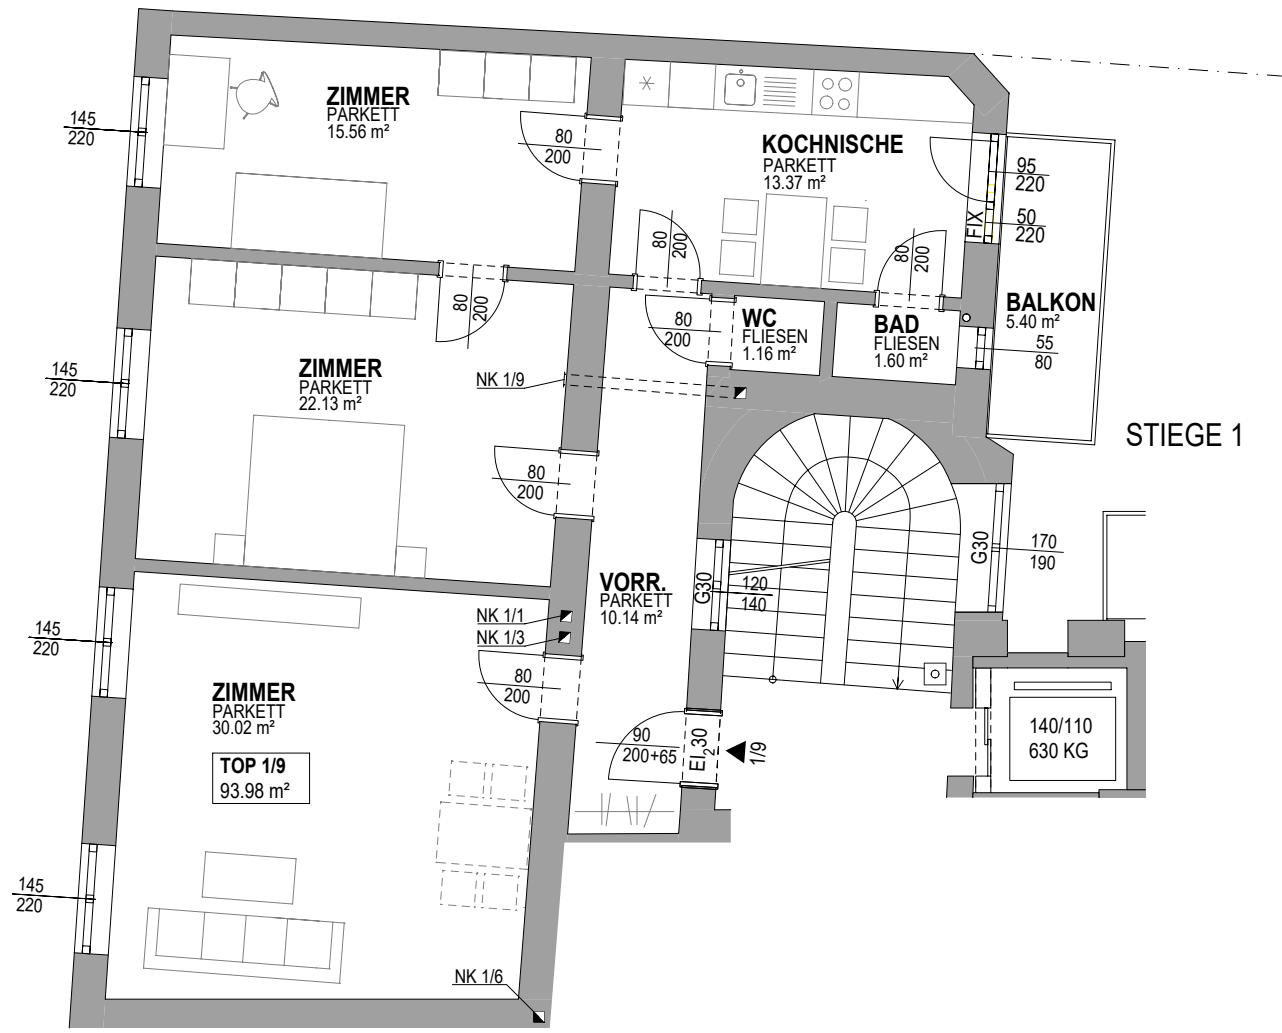 ZIMMER
PARKETT
15.56 m²
145
220
80
200
KOCHNISCHE
PARKETT
13.37 m²
95
220
50
220
FIX
80
200
80
200
80
200
80
200
WC
FLIESEN
1.16 m²
BAD
FLIESEN
1.60 m²
BALKON
5.40 m²
55
80
145
220
ZIMMER
PARKETT
22.13 m²
NK 1/9
STIEGE 1
80
200
G30
170
190
G30
120
140
VORR.
PARKETT
10.14 m²
NK 1/1
NK 1/3
145
220
80
200
ZIMMER
PARKETT
30.02 m²
TOP 1/9
93.98 m²
90
200+65
EI₂30
1/9
140/110
630 KG
145
220
NK 1/6